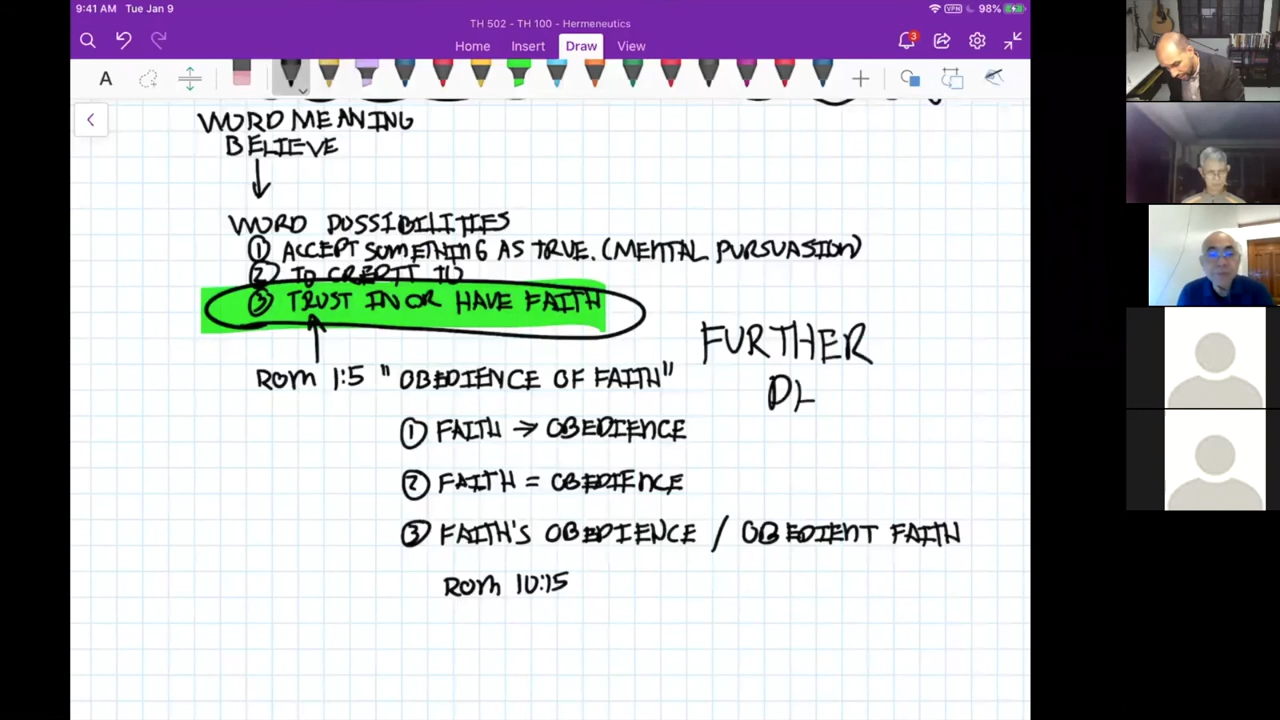 9:41 AM Tue Jan 9
VPN 98%
TH 502 - TH 100 - Hermeneutics
Home Insert Draw View
3
A
WORD MEANING
BELIEVE
WORD POSSIBILITIES
① ACCEPT SOMETHING AS TRUE. (MENTAL PURSUASION)
② TO CREDIT TO
③ TRUST IN OR HAVE FAITH
ROM 1:5 "OBEDIENCE OF FAITH"
① FAITH → OBEDIENCE
② FAITH = OBEDIENCE
③ FAITH'S OBEDIENCE / OBEDIENT FAITH
ROM 10:15
FURTHER